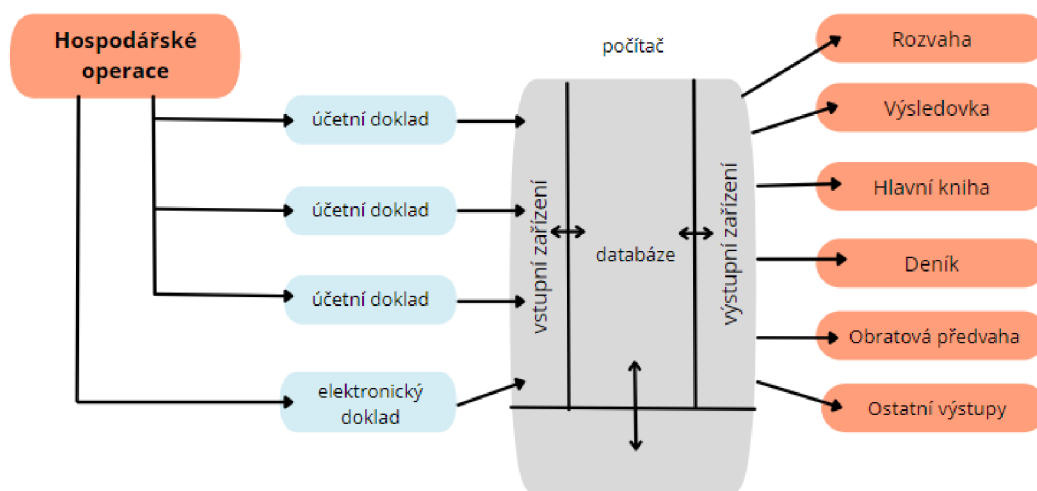 Hospodářské
operace
účetní doklad
účetní doklad
účetní doklad
elektronický
doklad
počítač
vstupní zařízení
databáze
výstupní zařízení
Rozvaha
Výsledovka
Hlavní kniha
Deník
Obratová předvaha
Ostatní výstupy